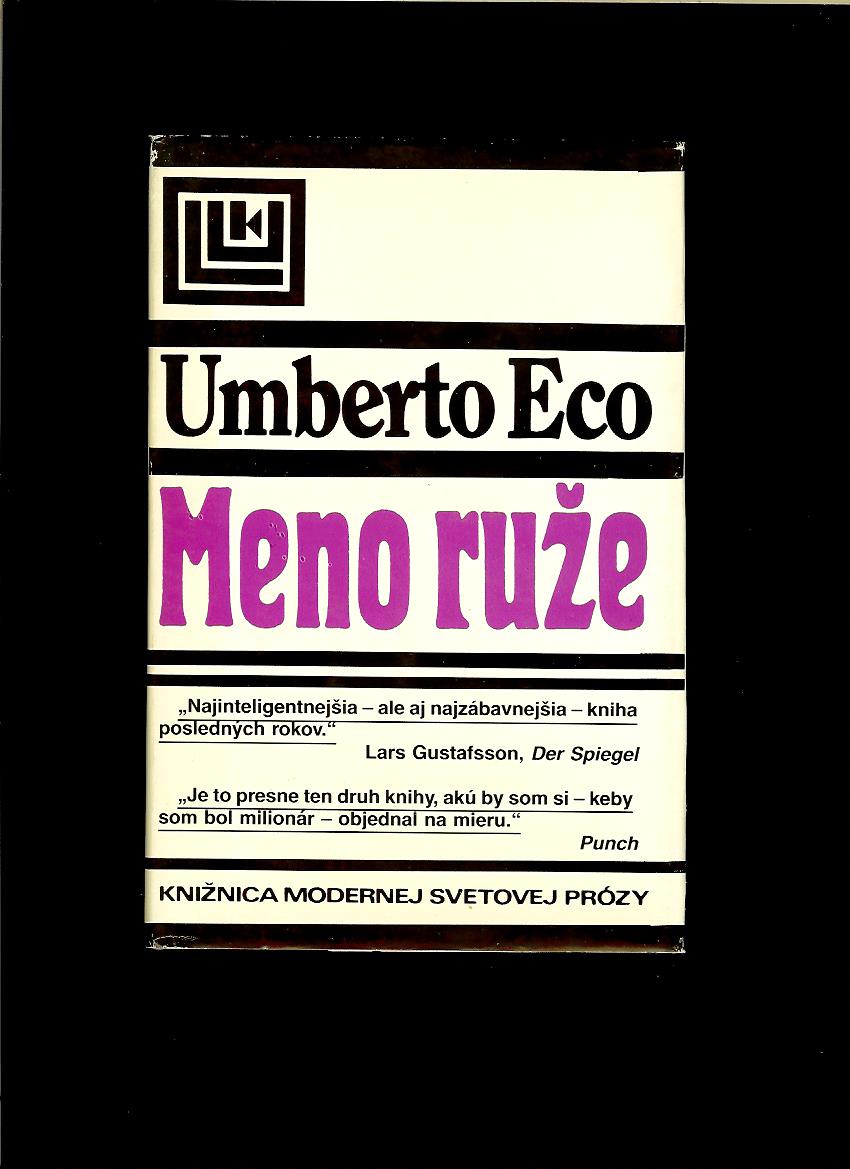 Umberto Eco
Meno ruže
„Najinteligentnejšia – ale aj najzábavnejšia – kniha
posledných rokov.“
Lars Gustafsson, Der Spiegel
„Je to presne ten druh knihy, akú by som si – keby
som bol milionár – objednal na mieru.“
Punch
KNIŽNICA MODERNEJ SVETOVEJ PRÓZY